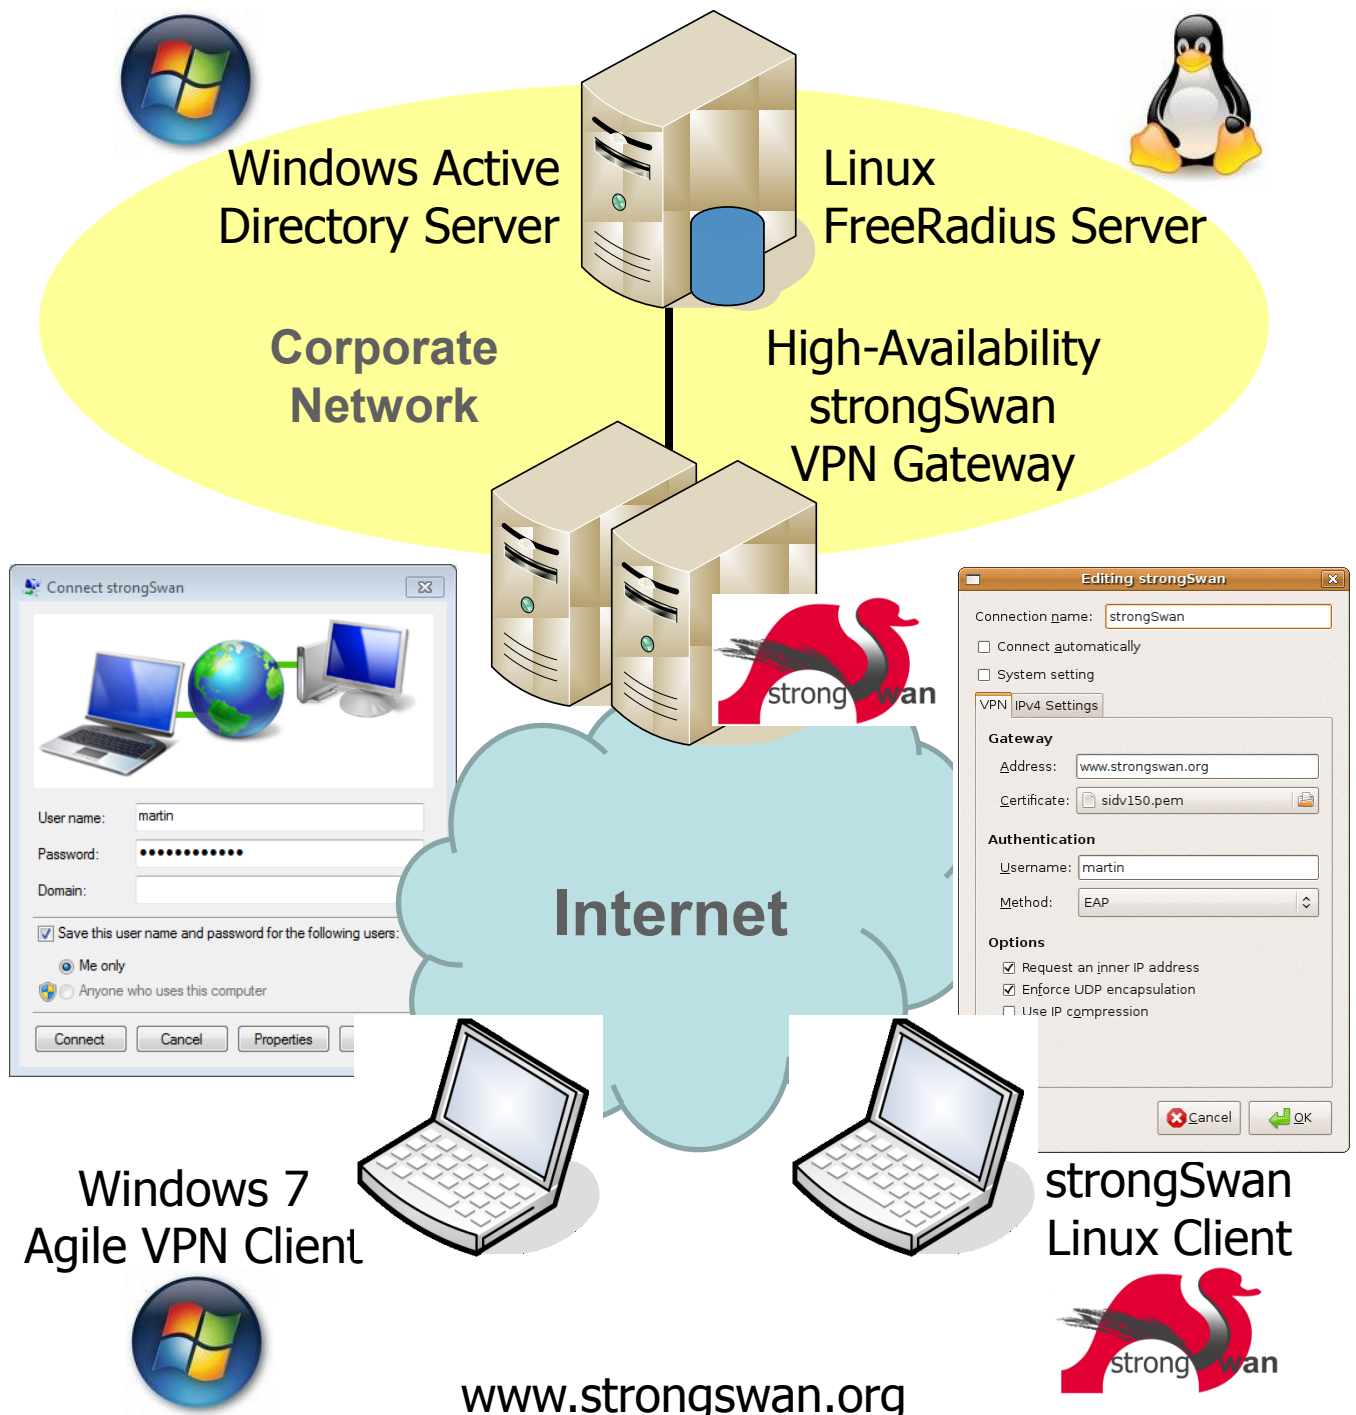 Windows Active
Directory Server
Linux
FreeRadius Server
Corporate
Network
High-Availability
strongSwan
VPN Gateway
Connect strongSwan
User name:
martin
Password:
••••••••••••
Domain:
Save this user name and password for the following users:
Me only
Anyone who uses this computer
Connect
Cancel
Properties
strong wan
Internet
Editing strongSwan
Connection name:
strongSwan
Connect automatically
System setting
VPN
IPv4 Settings
Gateway
Address:
www.strongswan.org
Certificate:
sidv150.pem
Authentication
Username:
martin
Method:
EAP
Options
Request an inner IP address
Enforce UDP encapsulation
Use IP compression
Cancel
OK
Windows 7
Agile VPN Client
strongSwan
Linux Client
strong wan
www.strongswan.org